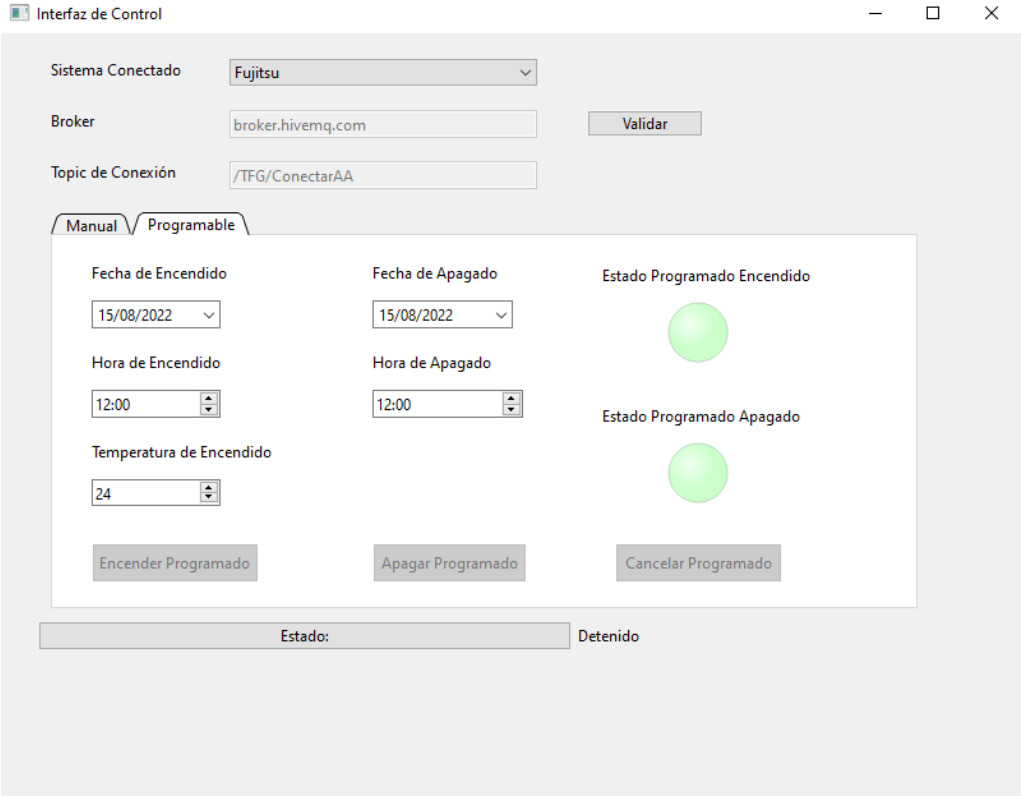 Interfaz de Control
Sistema Conectado
Fujitsu
Broker
broker.hivemq.com
Validar
Topic de Conexión
/TFG/ConectarAA
Manual
Programable
Fecha de Encendido
Fecha de Apagado
Estado Programado Encendido
15/08/2022
15/08/2022
Hora de Encendido
Hora de Apagado
12:00
12:00
Estado Programado Apagado
Temperatura de Encendido
24
Encender Programado
Apagar Programado
Cancelar Programado
Estado:
Detenido